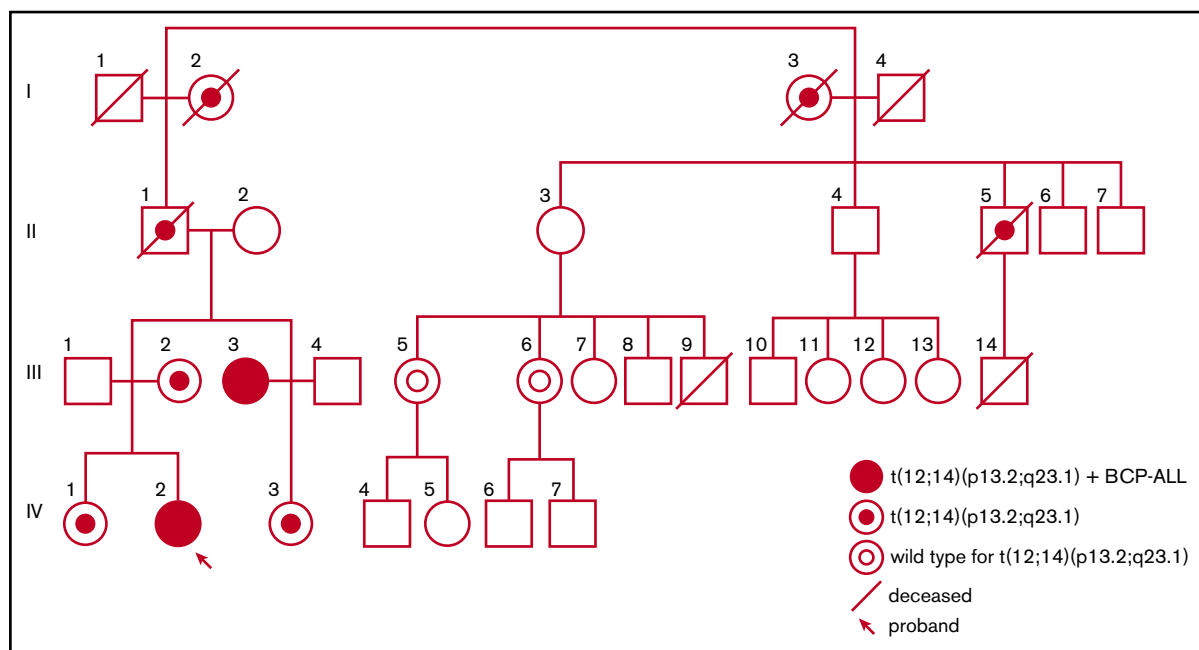 1 2 3 4
I
1 2 3 4 5 6 7
II
1 2 3 4 5 6 7 8 9 10 11 12 13 14
III
1 2 3 4 5 6 7
IV
t(12;14)(p13.2;q23.1) + BCP-ALL
t(12;14)(p13.2;q23.1)
wild type for t(12;14)(p13.2;q23.1)
deceased
proband